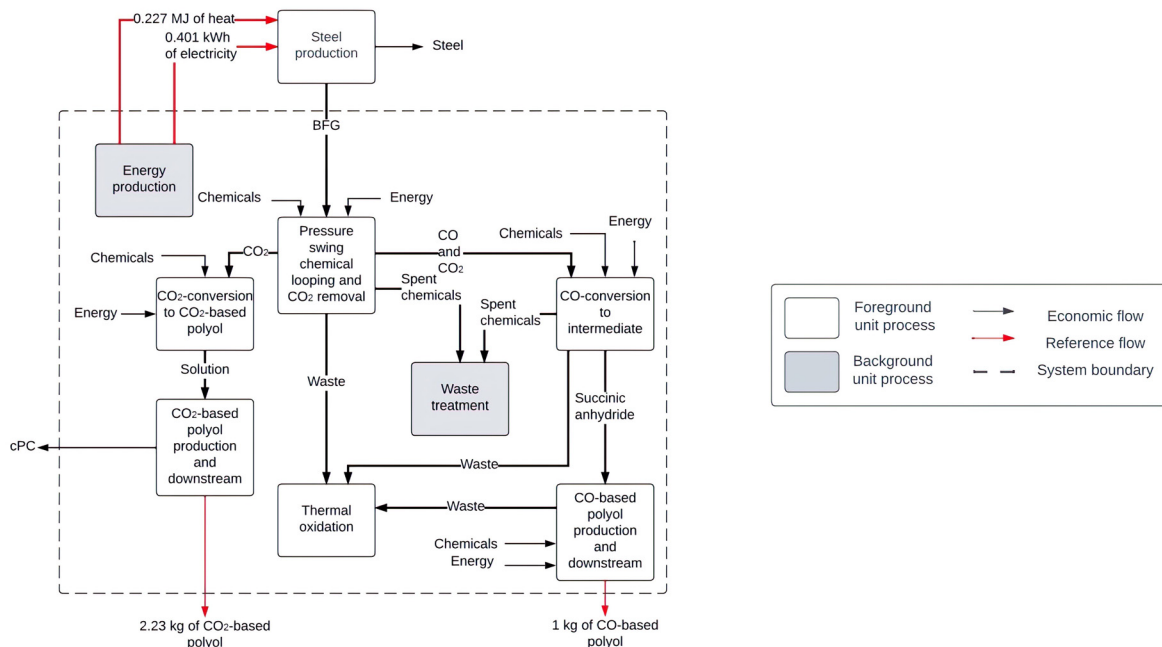 0.227 MJ of heat
0.401 kWh
of electricity
Steel
production
Steel
BFG
Energy
production
Chemicals
Energy
Pressure
swing
chemical
looping and
CO₂ removal
CO₂
CO
and
CO₂
Chemicals
Energy
Chemicals
Energy
CO₂-conversion
to CO₂-based
polyol
Spent
chemicals
Spent
chemicals
CO-conversion
to
intermediate
Solution
Waste
Waste
treatment
Succinic
anhydride
cPC
CO₂-based
polyol
production
and
downstream
Waste
Thermal
oxidation
Waste
CO-based
polyol
production
and
downstream
Chemicals
Energy
2.23 kg of CO₂-based
polyol
1 kg of CO-based
polyol
Foreground
unit process
Economic flow
Reference flow
Background
unit process
System boundary